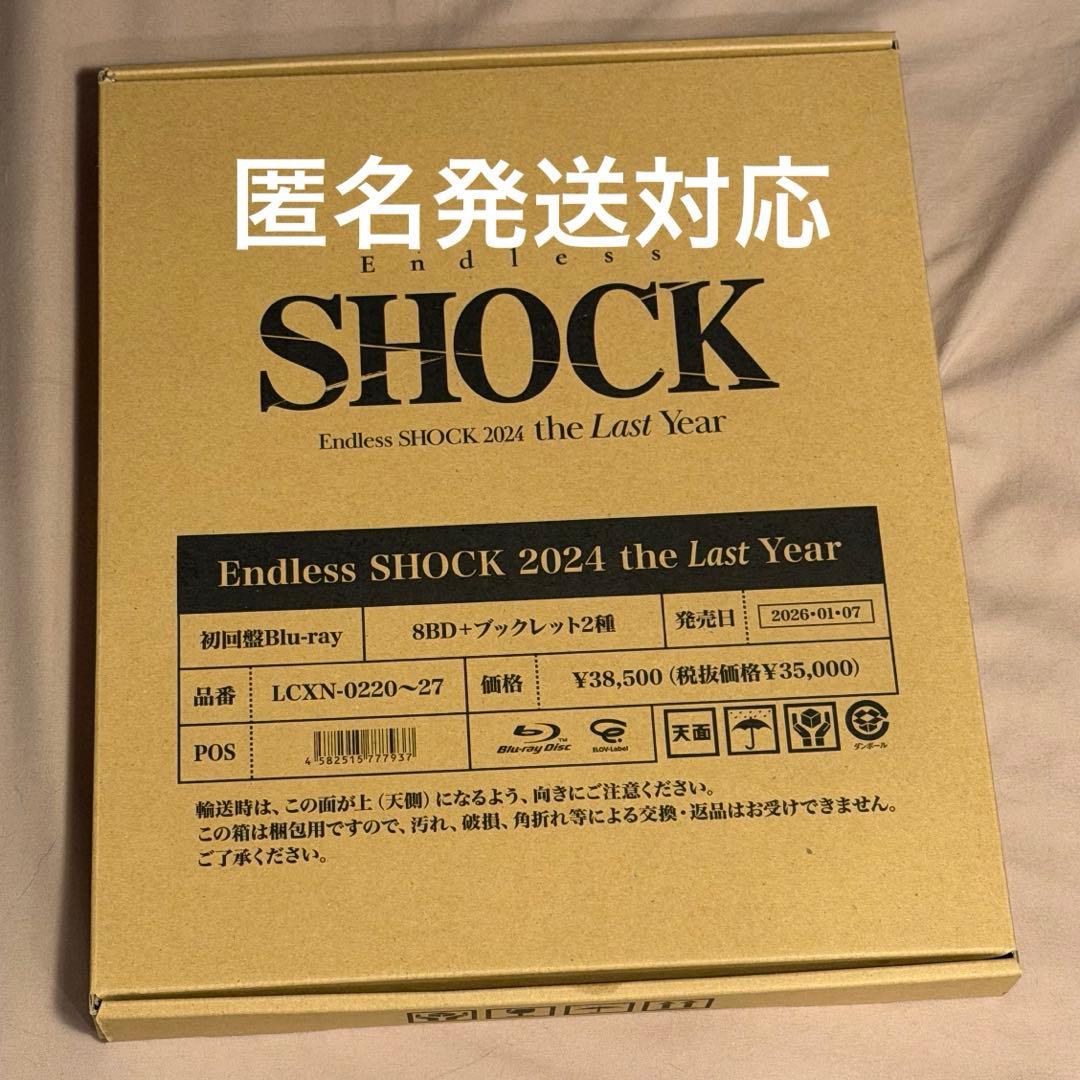 匿名発送対応
Endless
SHOCK
Endless SHOCK 2024 the Last Year
Endless SHOCK 2024 the Last Year
初回盤Blu-ray 8BD+ブックレット2種 発売日 2026・01・07
品番 LCXN-0220〜27 価格 ¥38,500(税抜価格¥35,000)
POS 4582515777937 Blu-ray Disc TM ELOV-Label 天面 ダンボール
輸送時は、この面が上(天側)になるよう、向きにご注意ください。
この箱は梱包用ですので、汚れ、破損、角折れ等による交換・返品はお受けできません。
ご了承ください。